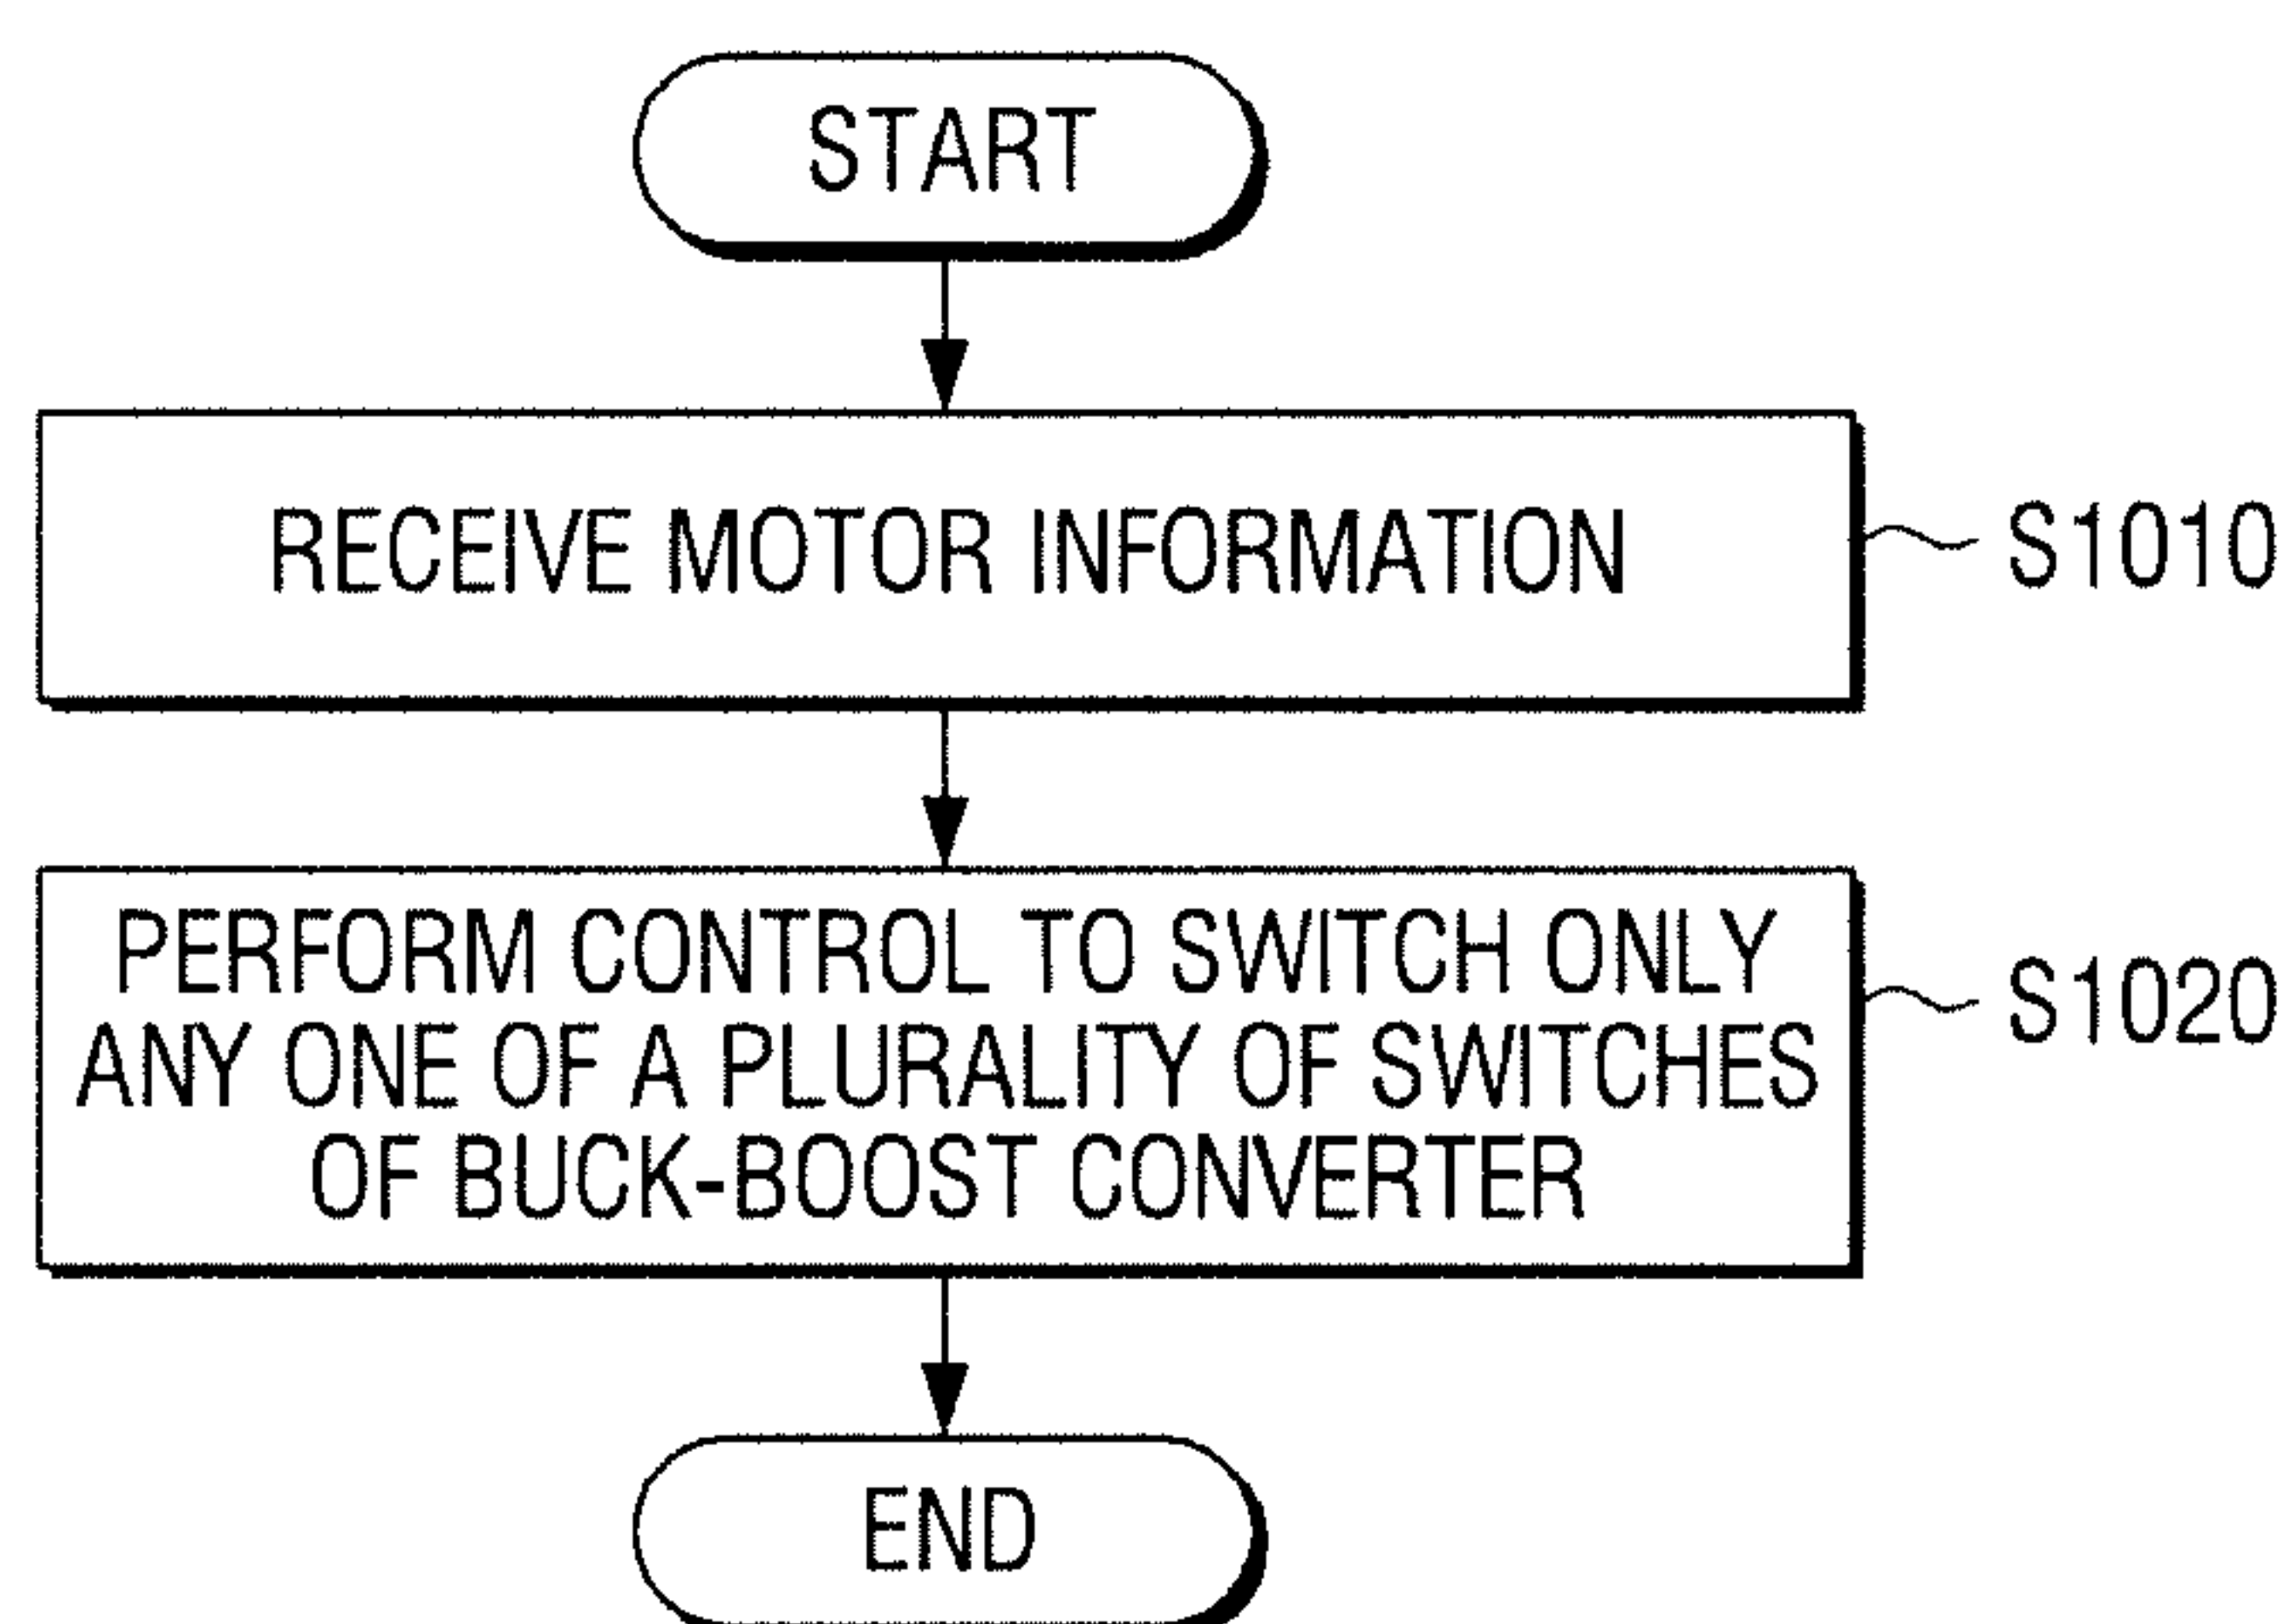 START
RECEIVE MOTOR INFORMATION
S1010
PERFORM CONTROL TO SWITCH ONLY
ANY ONE OF A PLURALITY OF SWITCHES
OF BUCK-BOOST CONVERTER
S1020
END